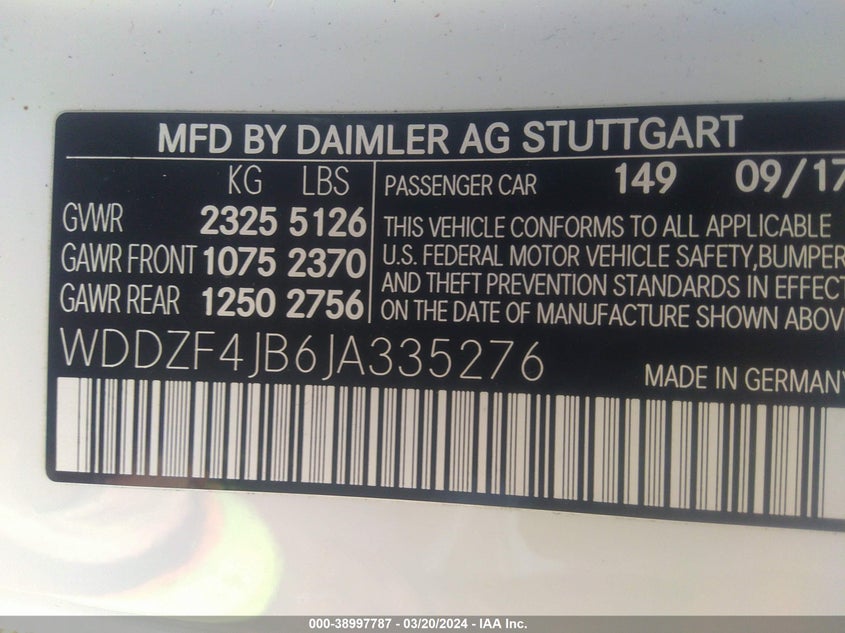 MFD BY DAIMLER AG STUTTGART
KG LBS
GVWR 2325 5126
GAWR FRONT 1075 2370
GAWR REAR 1250 2756
PASSENGER CAR 149 09/17
THIS VEHICLE CONFORMS TO ALL APPLICABLE
U.S. FEDERAL MOTOR VEHICLE SAFETY,BUMPER
AND THEFT PREVENTION STANDARDS IN EFFECT
ON THE DATE OF MANUFACTURE SHOWN ABOVE
WDDZF4JB6JA335276
MADE IN GERMANY
000-38997787 - 03/20/2024 - IAA Inc.